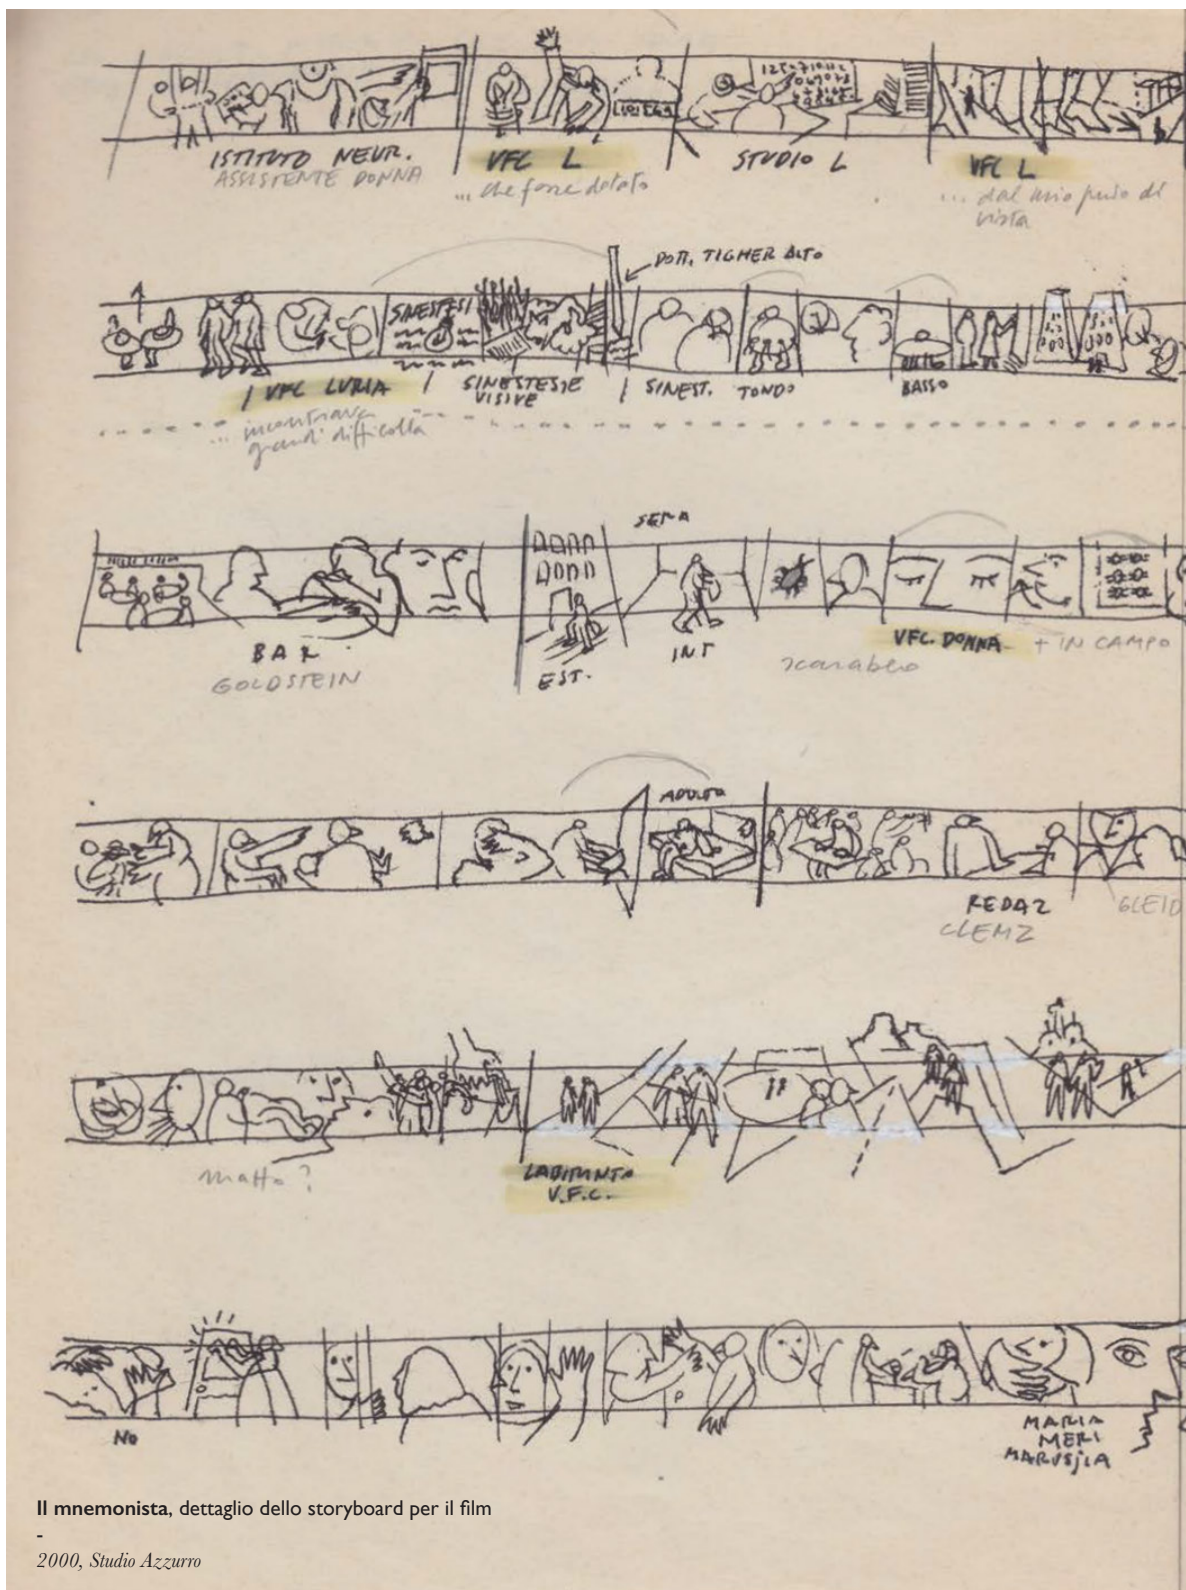 125-71011
ISTITUTO NEUR.
ASSISTENTE DONNA
VFC L
... che fosse dotato
STUDIO L
VFC L
... dal mio punto di
vista
DOTT. TIGHER ALTO
SINESTESI
VFC LURIA
... incontrava
grandi difficoltà
SINESTESIE
VISIVE
SINEST. TONDO
BASSO
SERA
BAR
GOLDSTEIN
EST.
INT
scarabeo
VFC. DONNA + IN CAMPO
ADULTO
REDAZ
CLEMZ
GLEID
matto?
LABIRINTO
V.F.C.
NO
MARIA
MERI
MARUSJIA
Il mnemonista, dettaglio dello storyboard per il film
-
2000, Studio Azzurro